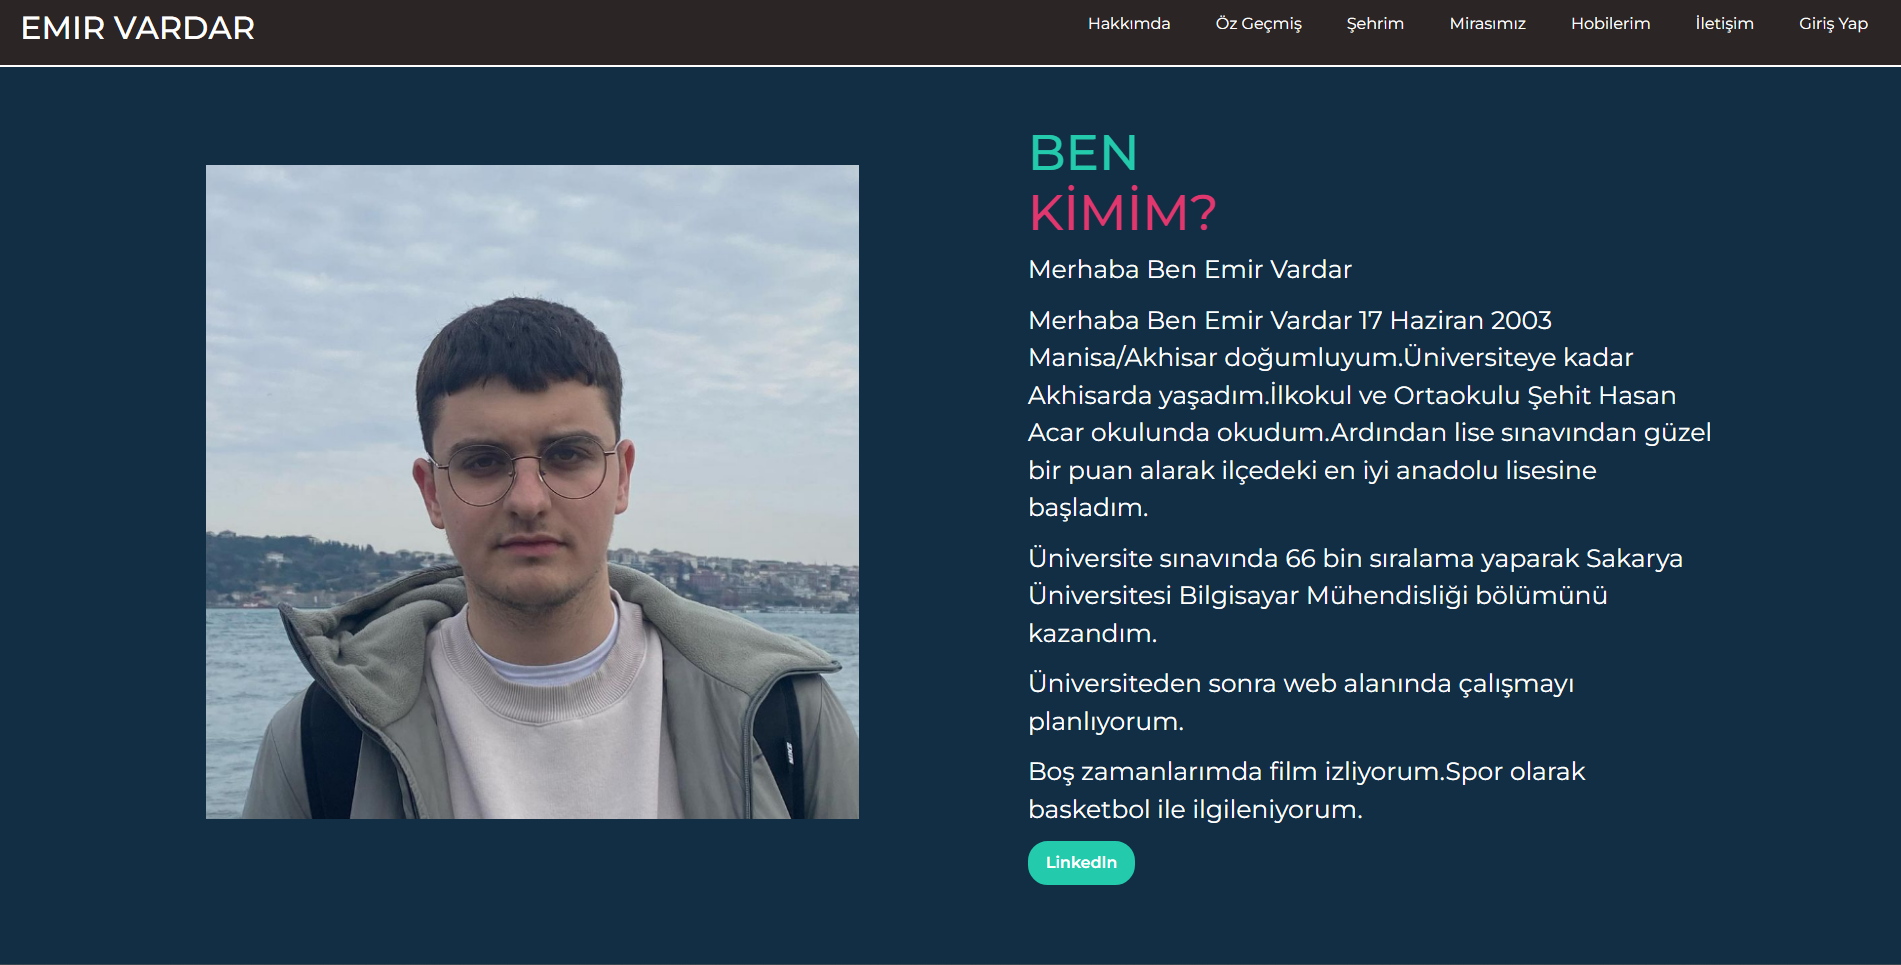 EMIR VARDAR
Hakkımda
Öz Geçmiş
Şehrim
Mirasımız
Hobilerim
İletişim
Giriş Yap
BEN
KİMİM?
Merhaba Ben Emir Vardar
Merhaba Ben Emir Vardar 17 Haziran 2003
Manisa/Akhisar doğumluyum.Üniversiteye kadar
Akhisarda yaşadım.İlkokul ve Ortaokulu Şehit Hasan
Acar okulunda okudum.Ardından lise sınavından güzel
bir puan alarak ilçedeki en iyi anadolu lisesine
başladım.
Üniversite sınavında 66 bin sıralama yaparak Sakarya
Üniversitesi Bilgisayar Mühendisliği bölümünü
kazandım.
Üniversiteden sonra web alanında çalışmayı
planlıyorum.
Boş zamanlarımda film izliyorum.Spor olarak
basketbol ile ilgileniyorum.
LinkedIn